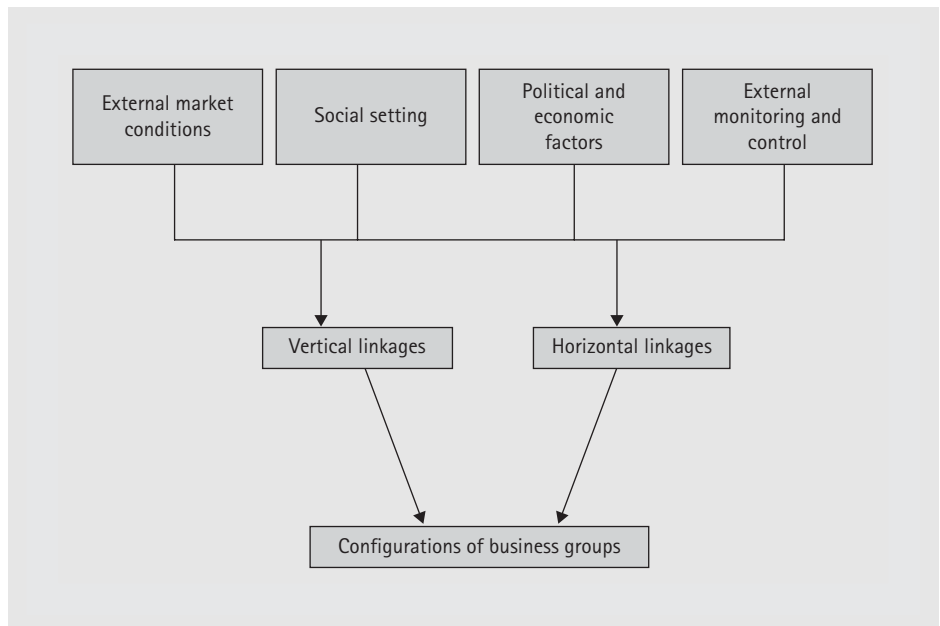 External market
conditions
Social setting
Political and
economic
factors
External
monitoring and
control
Vertical linkages
Horizontal linkages
Configurations of business groups